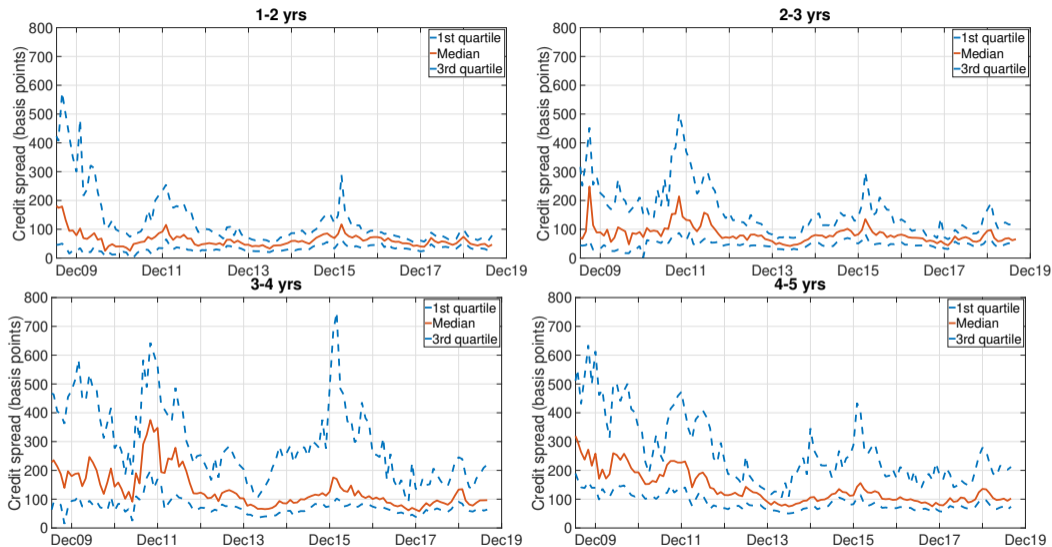 1-2 yrs
Credit spread (basis points)
800
700
600
500
400
300
200
100
0
Dec09 Dec11 Dec13 Dec15 Dec17 Dec19
1st quartile
Median
3rd quartile
2-3 yrs
Credit spread (basis points)
800
700
600
500
400
300
200
100
0
Dec09 Dec11 Dec13 Dec15 Dec17 Dec19
1st quartile
Median
3rd quartile
3-4 yrs
Credit spread (basis points)
800
700
600
500
400
300
200
100
0
Dec09 Dec11 Dec13 Dec15 Dec17 Dec19
1st quartile
Median
3rd quartile
4-5 yrs
Credit spread (basis points)
800
700
600
500
400
300
200
100
0
Dec09 Dec11 Dec13 Dec15 Dec17 Dec19
1st quartile
Median
3rd quartile